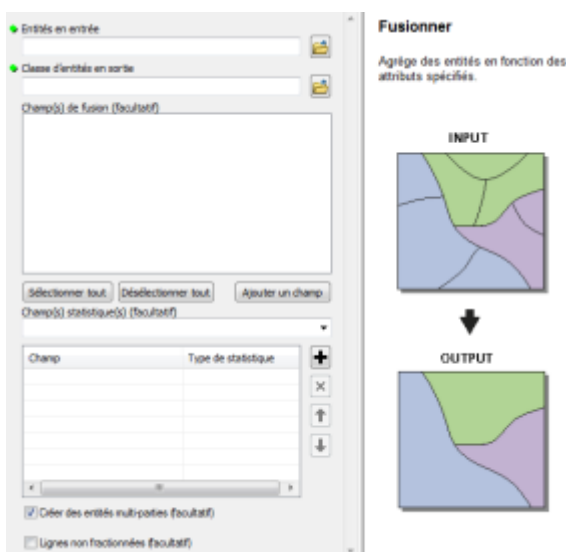 Entités en entrée
Classe d'entités en sortie
Champ(s) de fusion (facultatif)
Sélectionner tout
Désélectionner tout
Ajouter un champ
Champ(s) statistique(s) (facultatif)
Champ
Type de statistique
Créer des entités multi-parties (facultatif)
Lignes non fractionnées (facultatif)
Fusionner
Agrège des entités en fonction des
attributs spécifiés.
INPUT
OUTPUT